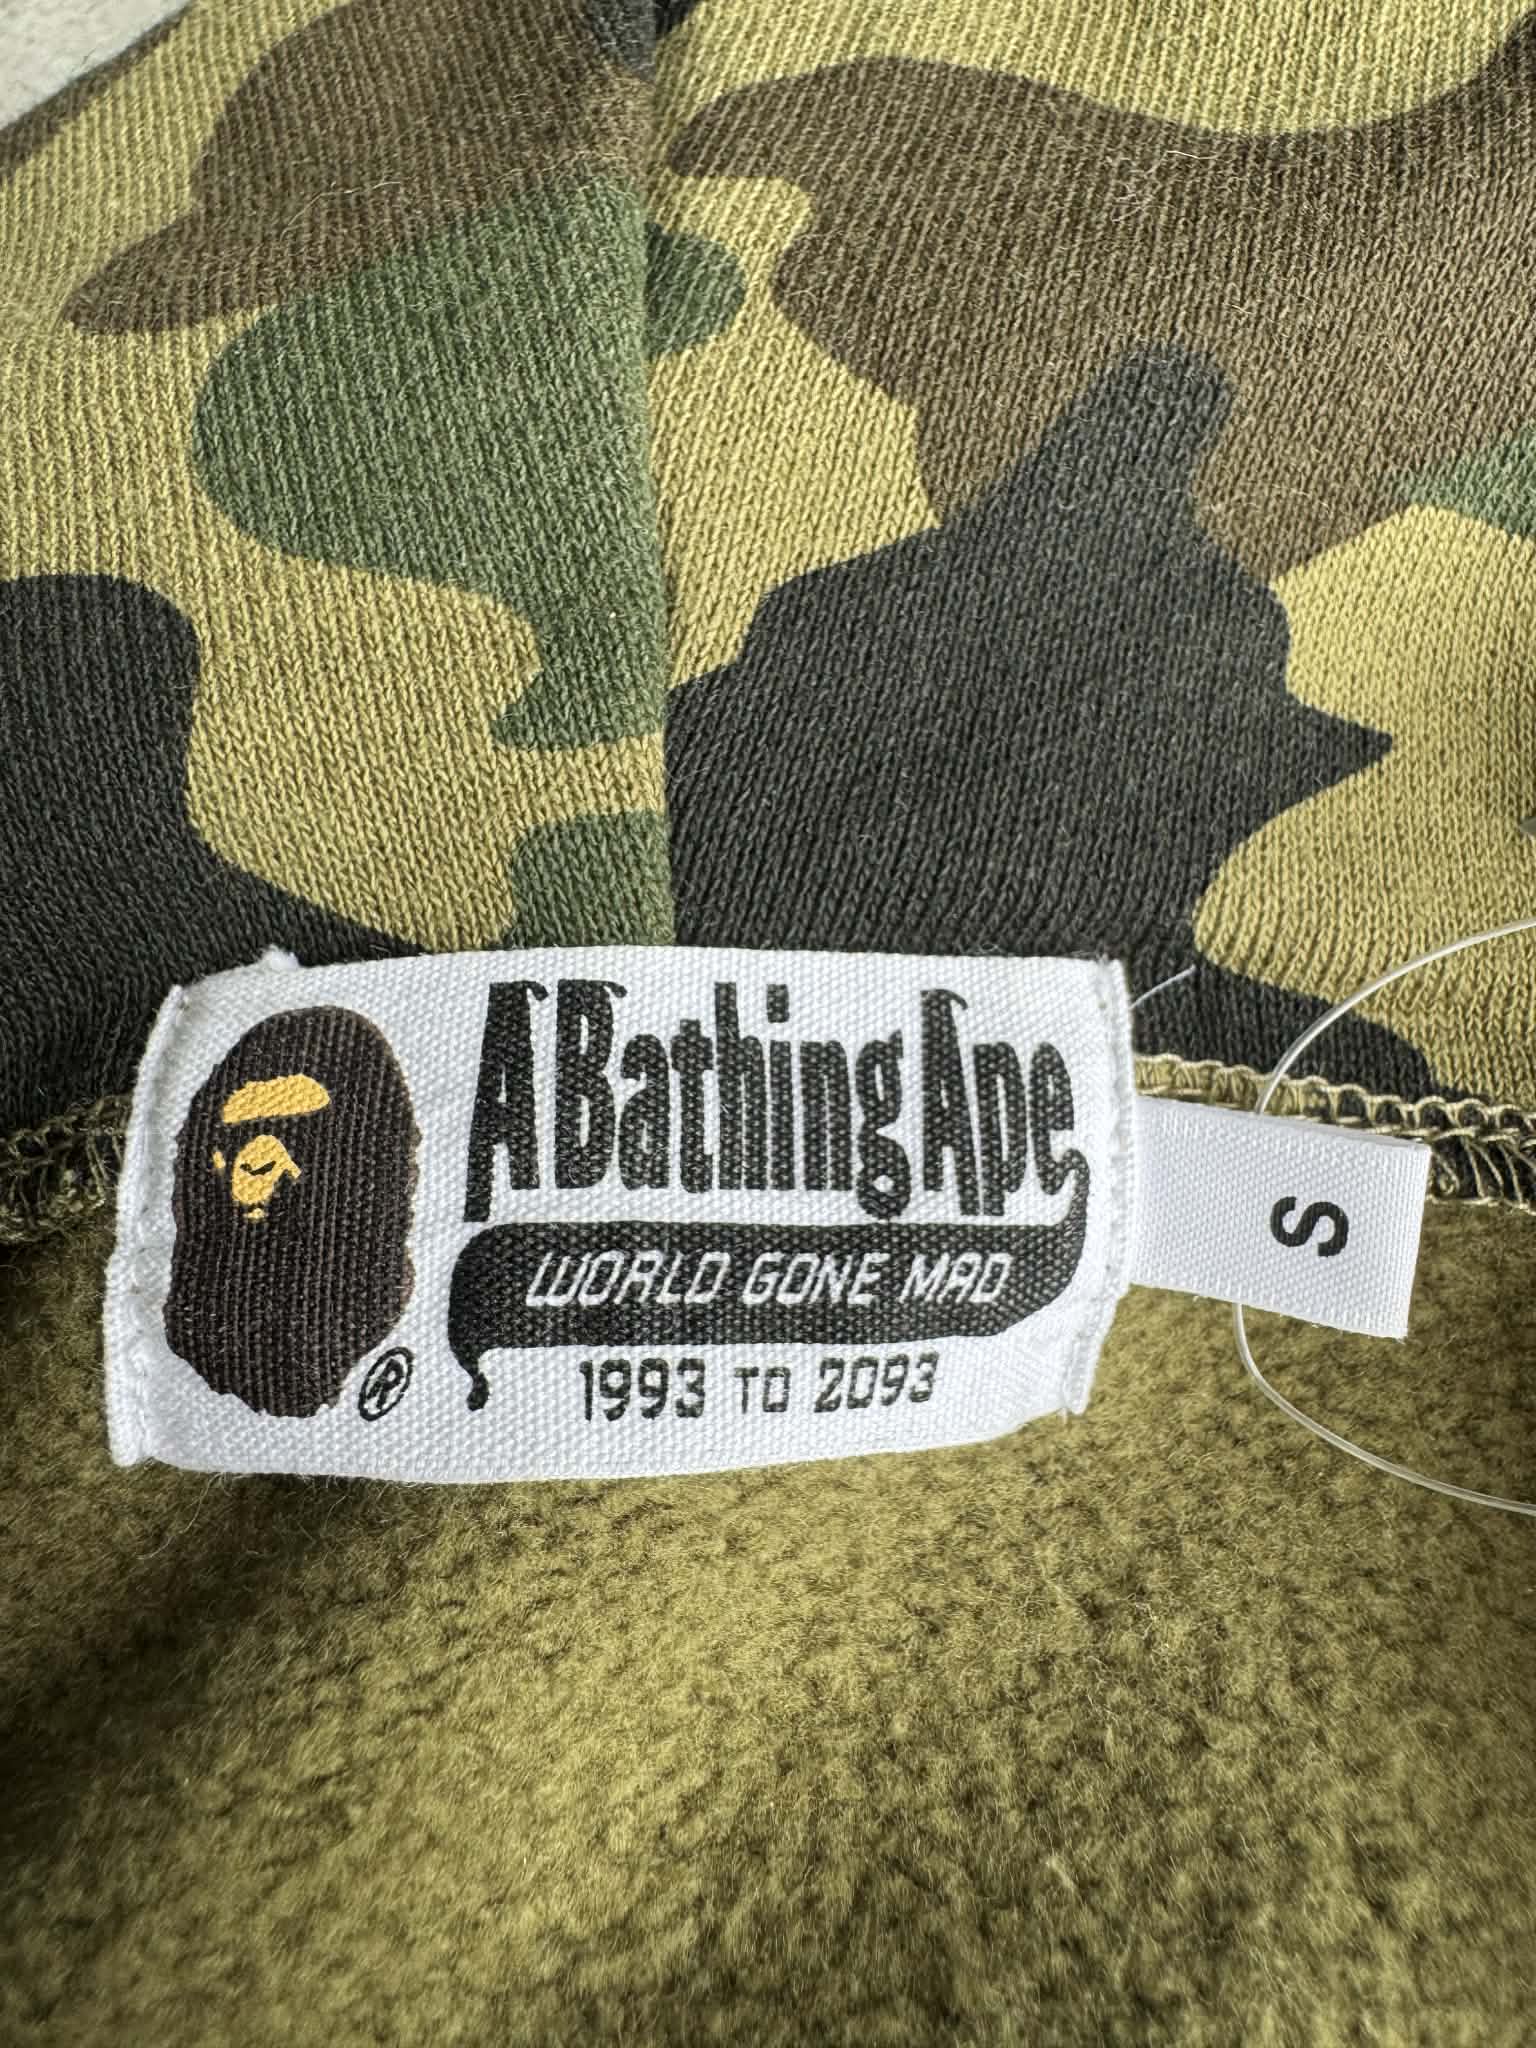 A Bathing Ape
WORLD GONE MAD
1993 TO 2093
®
S